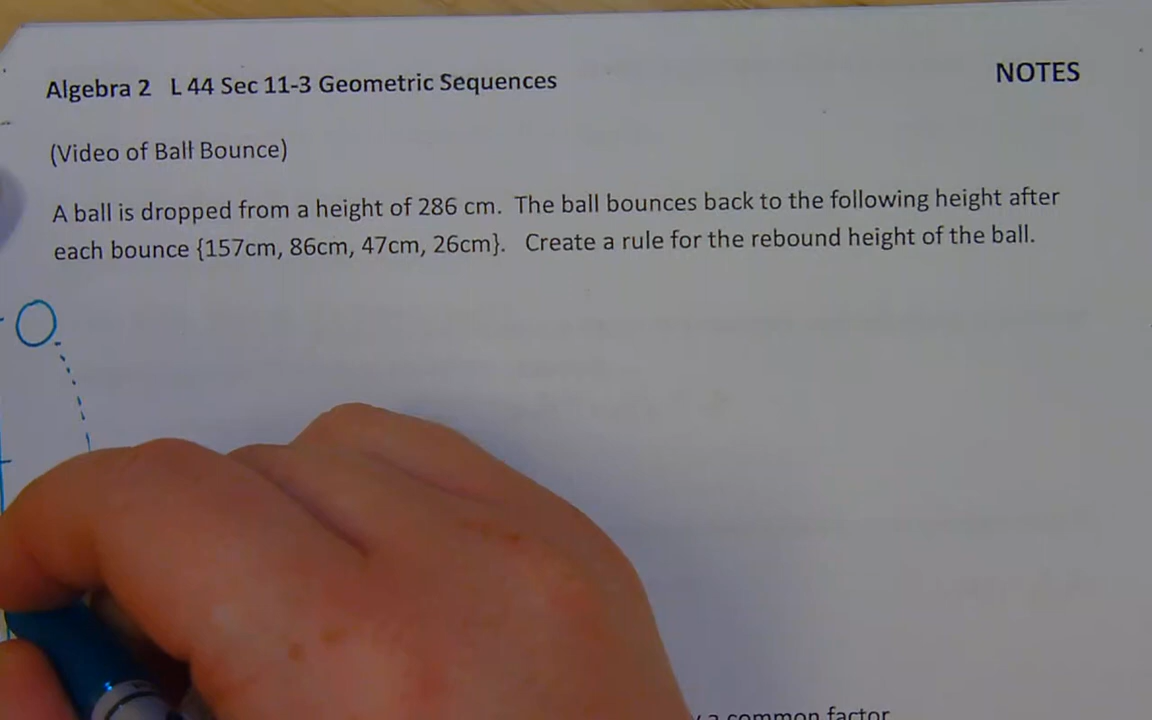 Algebra 2 L 44 Sec 11-3 Geometric Sequences
NOTES
(Video of Ball Bounce)
A ball is dropped from a height of 286 cm. The ball bounces back to the following height after
each bounce {157cm, 86cm, 47cm, 26cm}. Create a rule for the rebound height of the ball.
a common factor